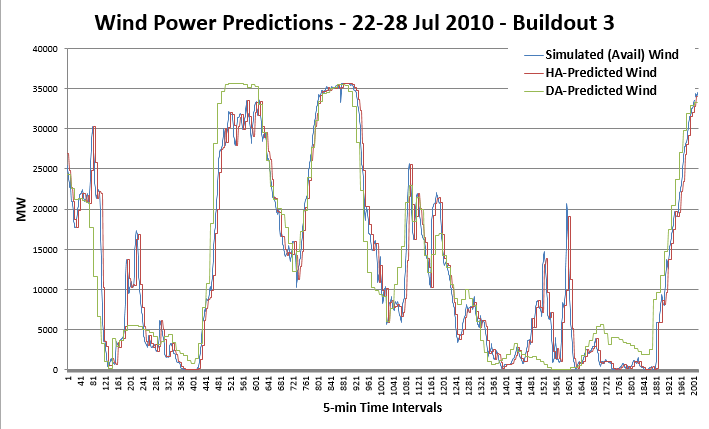 Wind Power Predictions - 22-28 Jul 2010 - Buildout 3
40000
35000
30000
25000
20000
15000
10000
5000
0
MW
Simulated (Avail) Wind
HA-Predicted Wind
DA-Predicted Wind
1 41 81 121 161 201 241 281 321 361 401 441 481 521 561 601 641 681 721 761 801 841 881 921 961 1001 1041 1081 1121 1161 1201 1241 1281 1321 1361 1401 1441 1481 1521 1561 1601 1641 1681 1721 1761 1801 1841 1881 1921 1961 2001
5-min Time Intervals